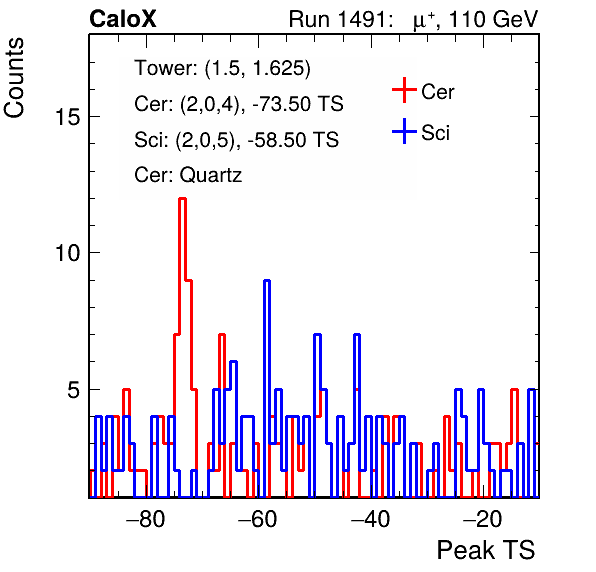 CaloX Run 1491: μ⁺, 110 GeV
Counts
Tower: (1.5, 1.625)
Cer: (2,0,4), -73.50 TS
Sci: (2,0,5), -58.50 TS
Cer: Quartz
Cer
Sci
15
10
5
−80 −60 −40 −20
Peak TS